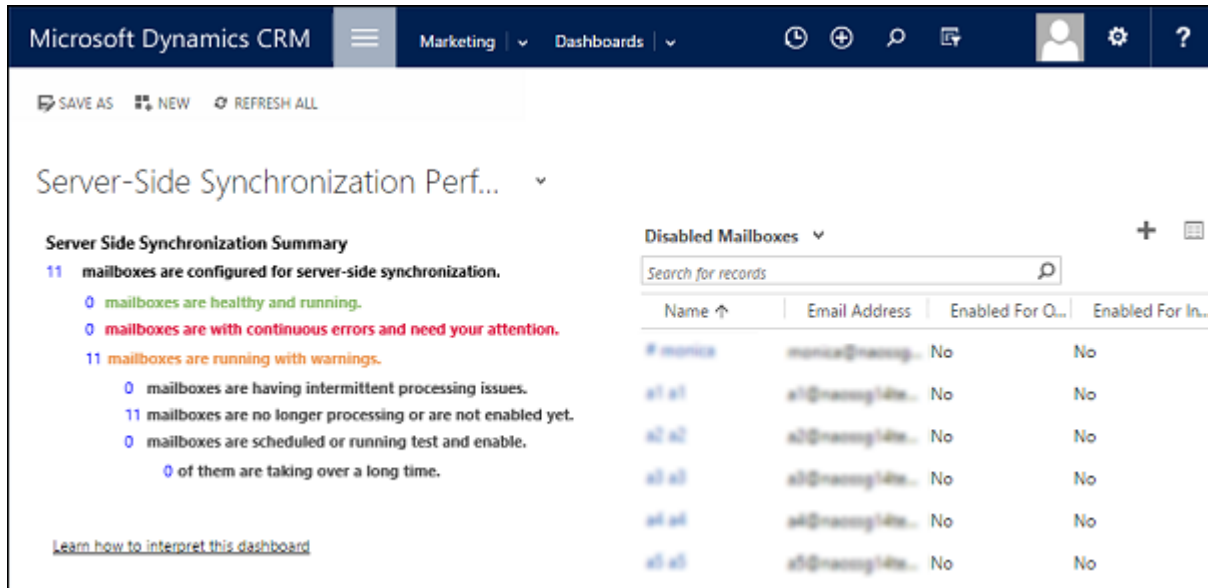 Microsoft Dynamics CRM Marketing Dashboards ?
SAVE AS NEW REFRESH ALL
Server-Side Synchronization Perf...
Server Side Synchronization Summary
11 mailboxes are configured for server-side synchronization.
0 mailboxes are healthy and running.
0 mailboxes are with continuous errors and need your attention.
11 mailboxes are running with warnings.
0 mailboxes are having intermittent processing issues.
11 mailboxes are no longer processing or are not enabled yet.
0 mailboxes are scheduled or running test and enable.
0 of them are taking over a long time.
Learn how to interpret this dashboard
Disabled Mailboxes
Search for records
Name Email Address Enabled For O... Enabled For In...
No No
No No
No No
No No
No No
No No